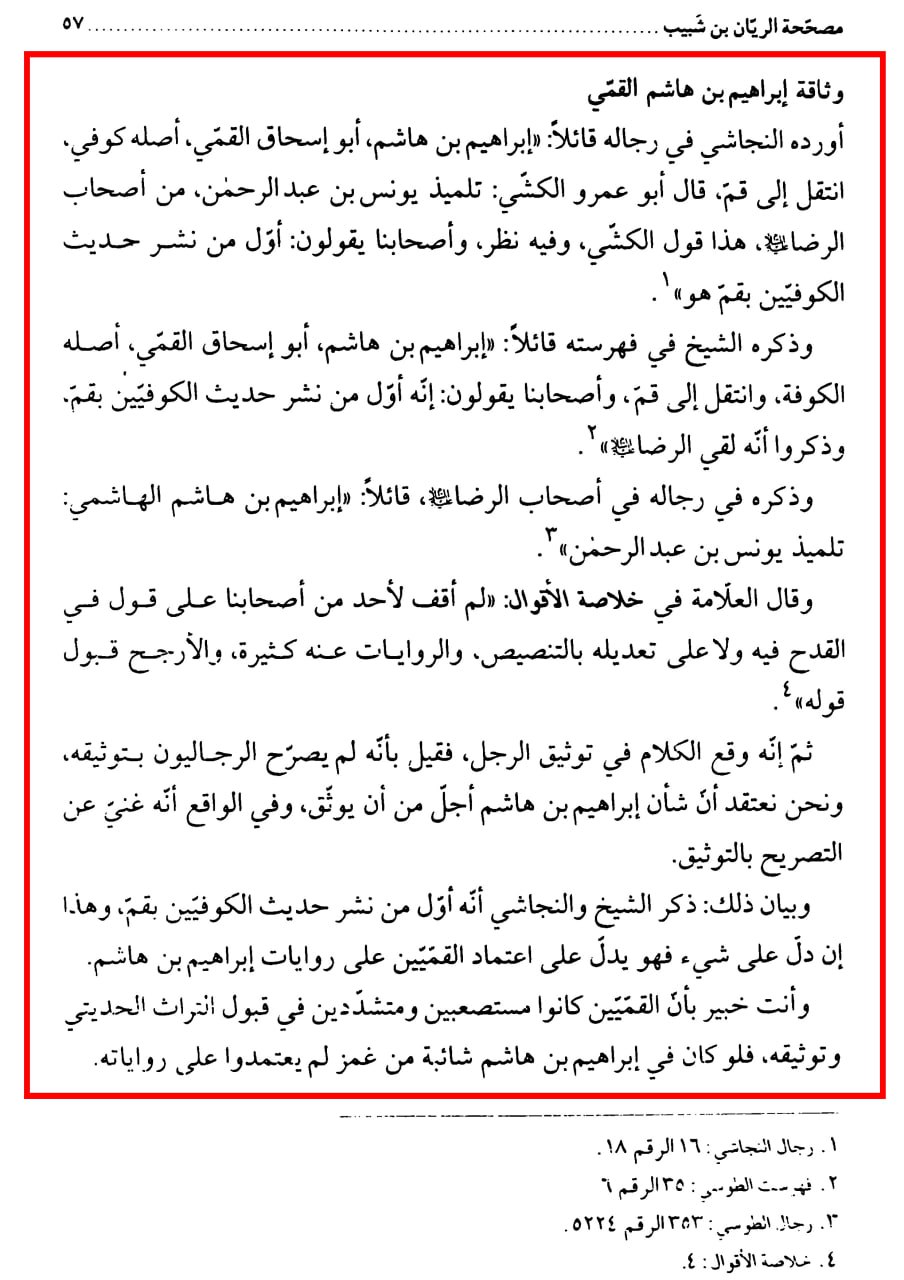 مصحّحة الريّان بن شَبيب ................................................................................ ٥٧
وثاقة إبراهيم بن هاشم القمّي
أورده النجاشي في رجاله قائلاً: «إبراهيم بن هاشم، أبو إسحاق القمّي، أصله كوفي،
انتقل إلى قمّ، قال أبو عمرو الكشّي: تلميذ يونس بن عبد الرحمٰن، من أصحاب
الرضا عليه السلام، هذا قول الكشّي، وفيه نظر، وأصحابنا يقولون: أوّل من نشر حديث
الكوفيّين بقمّ هو»١.
وذكره الشيخ في فهرسته قائلاً: «إبراهيم بن هاشم، أبو إسحاق القمّي، أصله
الكوفة، وانتقل إلى قمّ، وأصحابنا يقولون: إنّه أوّل من نشر حديث الكوفيّين بقمّ،
وذكروا أنّه لقي الرضا عليه السلام»٢.
وذكره في رجاله في أصحاب الرضا عليه السلام، قائلاً: «إبراهيم بن هاشم الهاشمي:
تلميذ يونس بن عبد الرحمٰن»٣.
وقال العلّامة في خلاصة الأقوال: «لم أقف لأحد من أصحابنا على قول في
القدح فيه ولا على تعديله بالتنصيص، والروايات عنه كثيرة، والأرجح قبول
قوله»٤.
ثمّ إنّه وقع الكلام في توثيق الرجل، فقيل بأنّه لم يصرّح الرجاليون بتوثيقه،
ونحن نعتقد أنّ شأن إبراهيم بن هاشم أجلّ من أن يوثّق، وفي الواقع أنّه غنيّ عن
التصريح بالتوثيق.
وبيان ذلك: ذكر الشيخ والنجاشي أنّه أوّل من نشر حديث الكوفيّين بقمّ، وهذا
إن دلّ على شيء فهو يدلّ على اعتماد القمّيّين على روايات إبراهيم بن هاشم.
وأنت خبير بأنّ القمّيّين كانوا مستصعبين ومتشدّدين في قبول التراث الحديثي
وتوثيقه، فلو كان في إبراهيم بن هاشم شائبة من غمز لم يعتمدوا على رواياته.
١. رجال النجاشي: ١٦ الرقم ١٨.
٢. فهرست الطوسي: ٣٥ الرقم ٦
٣. رجال الطوسي: ٣٥٣ الرقم ٥٢٢٤.
٤. خلاصة الأقوال: ٤.